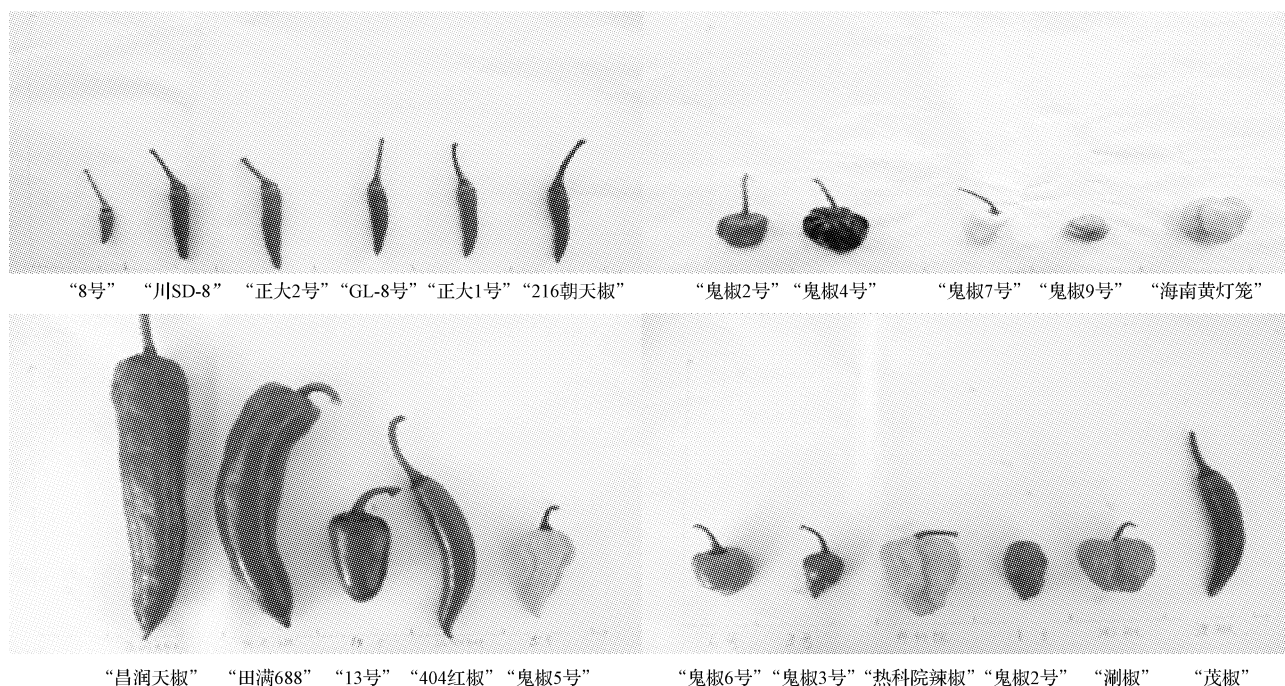 “8号” “川SD-8” “正大2号” “GL-8号” “正大1号” “216朝天椒” “鬼椒2号” “鬼椒4号” “鬼椒7号” “鬼椒9号” “海南黄灯笼”
“昌润天椒” “田满688” “13号” “404红椒” “鬼椒5号” “鬼椒6号” “鬼椒3号” “热科院辣椒” “鬼椒2号” “涮椒” “茂椒”